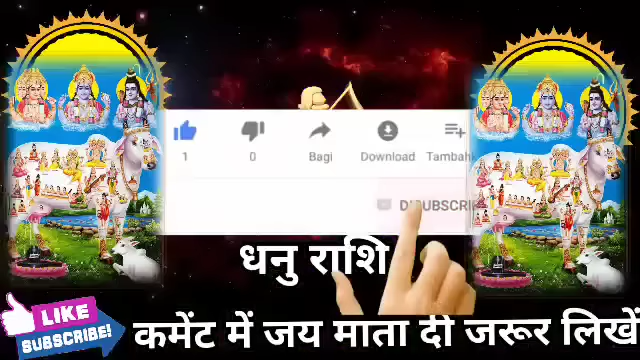 1 0 Bagi Download Tambah
धनु राशि
LIKE
SUBSCRIBE!
कमेंट में जय माता दी जरूर लिखें